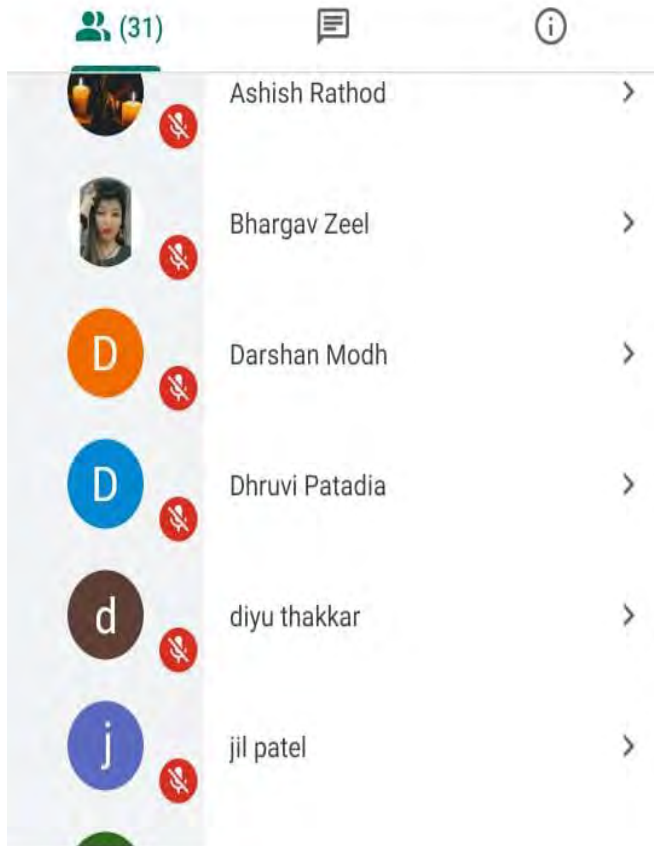 (31)
Ashish Rathod
Bhargav Zeel
D
Darshan Modh
D
Dhruvi Patadia
d
diyu thakkar
j
jil patel